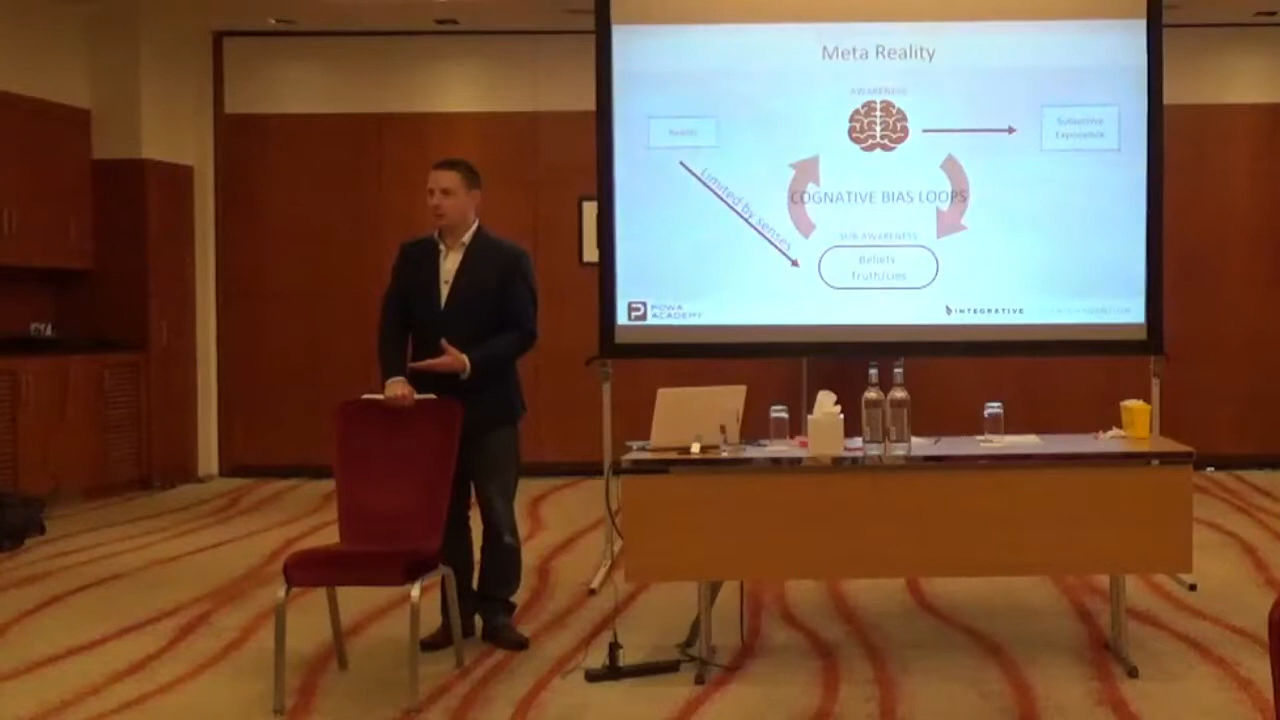 Meta Reality
AWARENESS
Reality
Subjective
Experience
Limited by senses
COGNATIVE BIAS LOOPS
SUB AWARENESS
Beliefs
Truth/Lies
POWA
ACADEMY
INTEGRATIVE